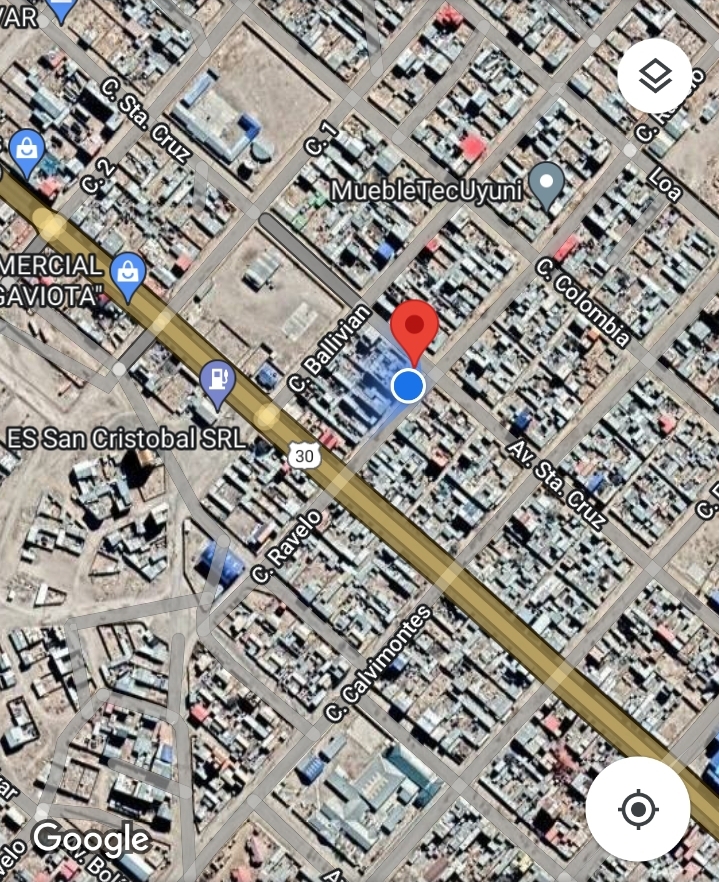 VAR
C. Sta. Cruz
C. 1
C. 2
MuebleTecUyuni
Loa
MERCIAL
GAVIOTA"
C. Colombia
C. Ballivian
ES San Cristobal SRL
30
Av. Sta. Cruz
C. Ravelo
C. Calvimontes
Google